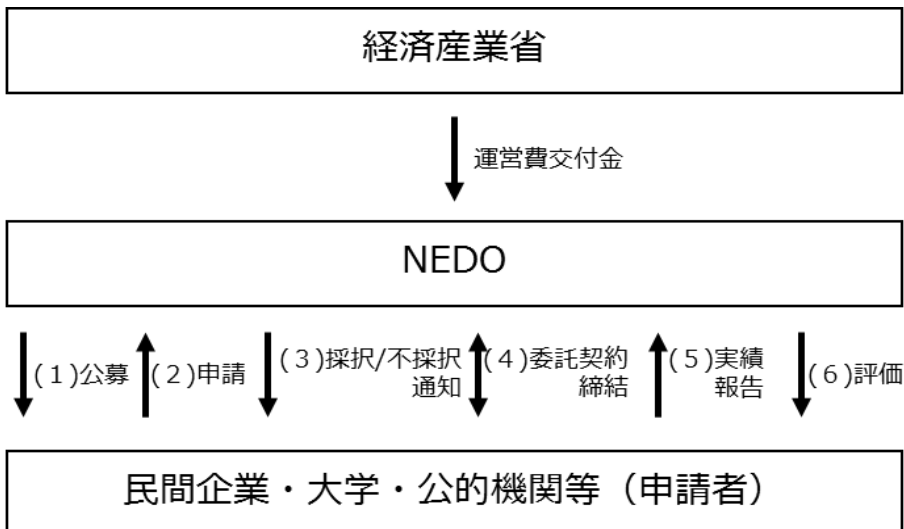 経済産業省
運営費交付金
NEDO
(１)公募
(２)申請
(３)採択/不採択
通知
(４)委託契約
締結
(５)実績
報告
(６)評価
民間企業・大学・公的機関等（申請者）